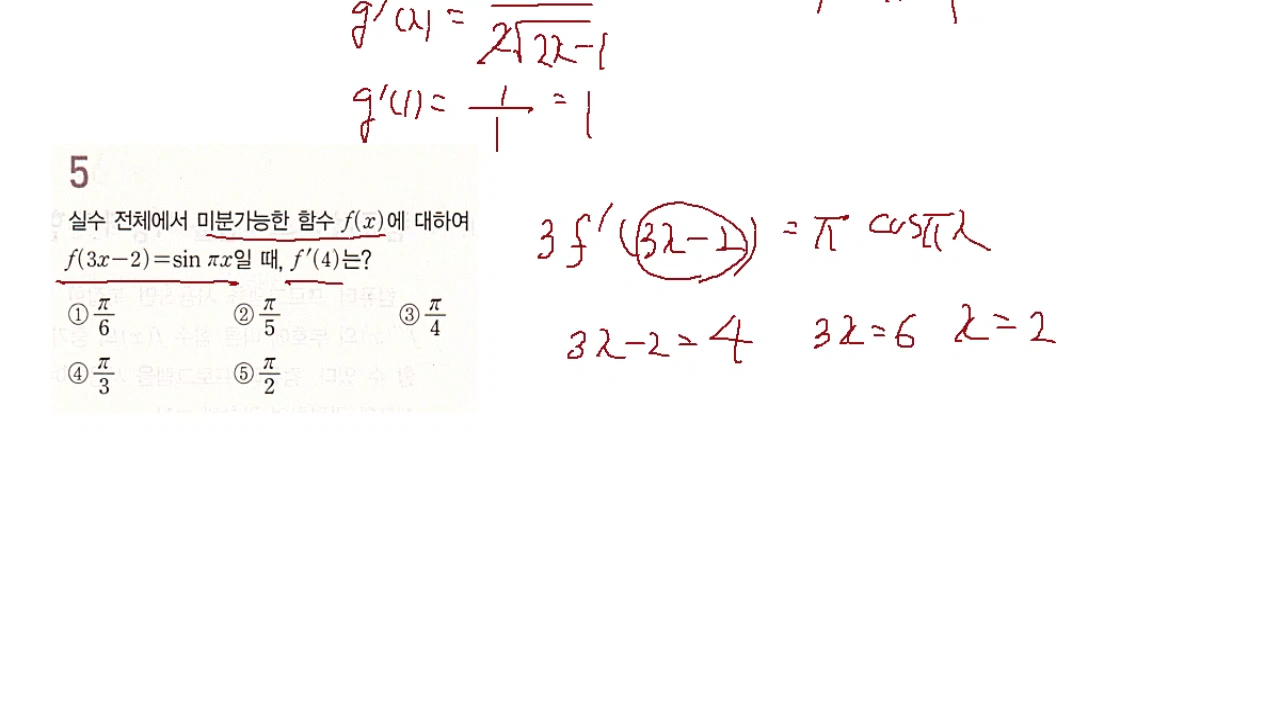 g'(x) =
2√2x-1
g'(1) = 1/1 = 1
5
실수 전체에서 미분가능한 함수 f(x)에 대하여
f(3x-2)=sin πx일 때, f'(4)는?
① π/6 ② π/5 ③ π/4
④ π/3 ⑤ π/2
3f'(3x-2) = π cosπx
3x-2=4 3x=6 x=2